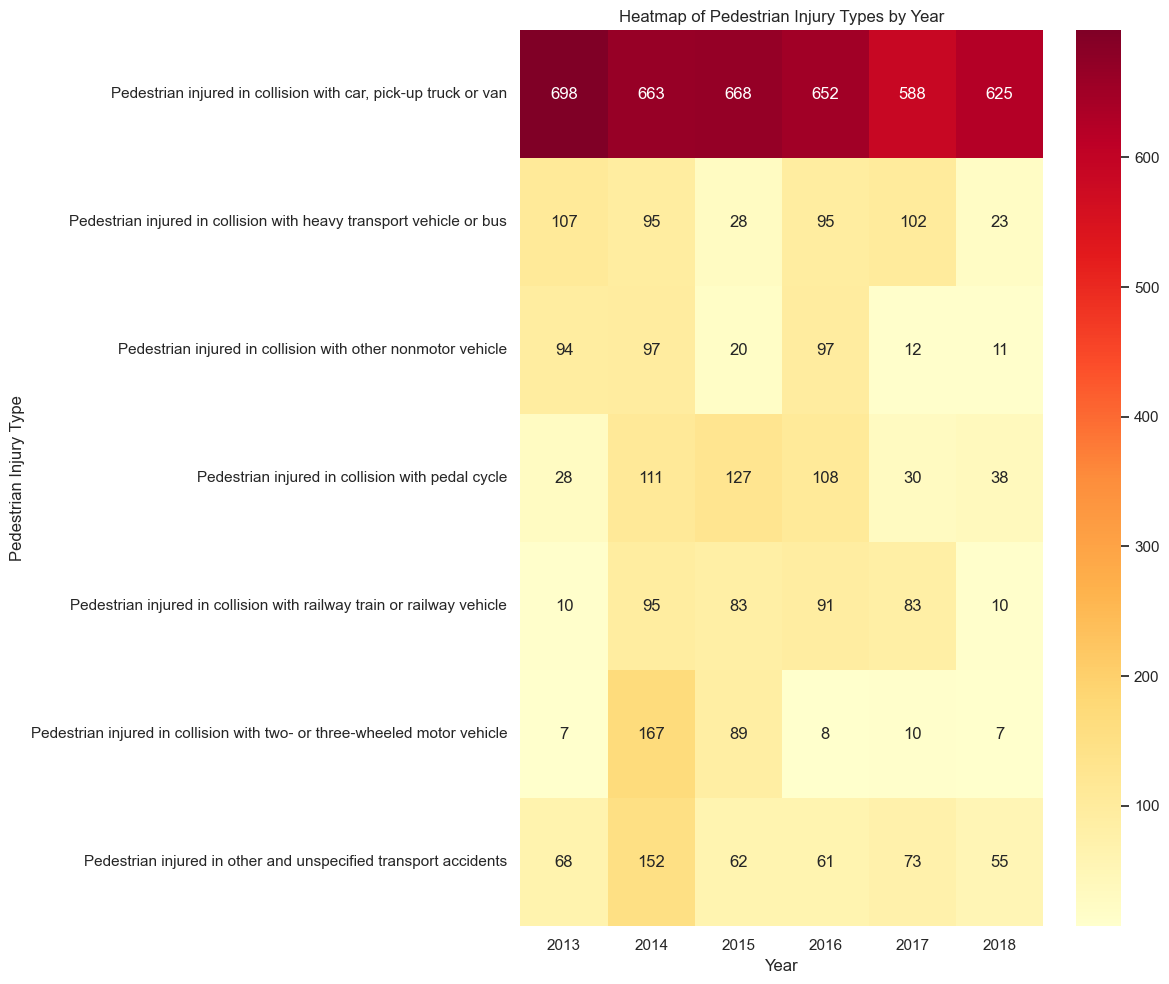 Heatmap of Pedestrian Injury Types by Year
Pedestrian Injury Type
Pedestrian injured in collision with car, pick-up truck or van 698 663 668 652 588 625
Pedestrian injured in collision with heavy transport vehicle or bus 107 95 28 95 102 23
Pedestrian injured in collision with other nonmotor vehicle 94 97 20 97 12 11
Pedestrian injured in collision with pedal cycle 28 111 127 108 30 38
Pedestrian injured in collision with railway train or railway vehicle 10 95 83 91 83 10
Pedestrian injured in collision with two- or three-wheeled motor vehicle 7 167 89 8 10 7
Pedestrian injured in other and unspecified transport accidents 68 152 62 61 73 55
2013 2014 2015 2016 2017 2018
Year
600
500
400
300
200
100